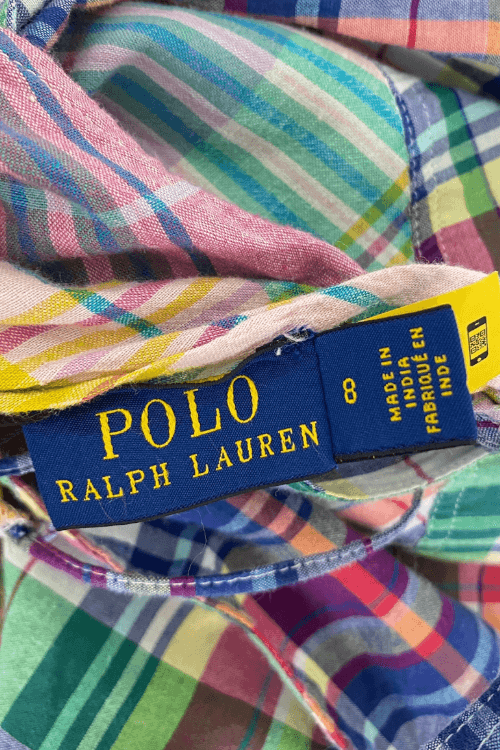 POLO
RALPH LAUREN
8
MADE IN
INDIA
FABRIQUÉ EN
INDE